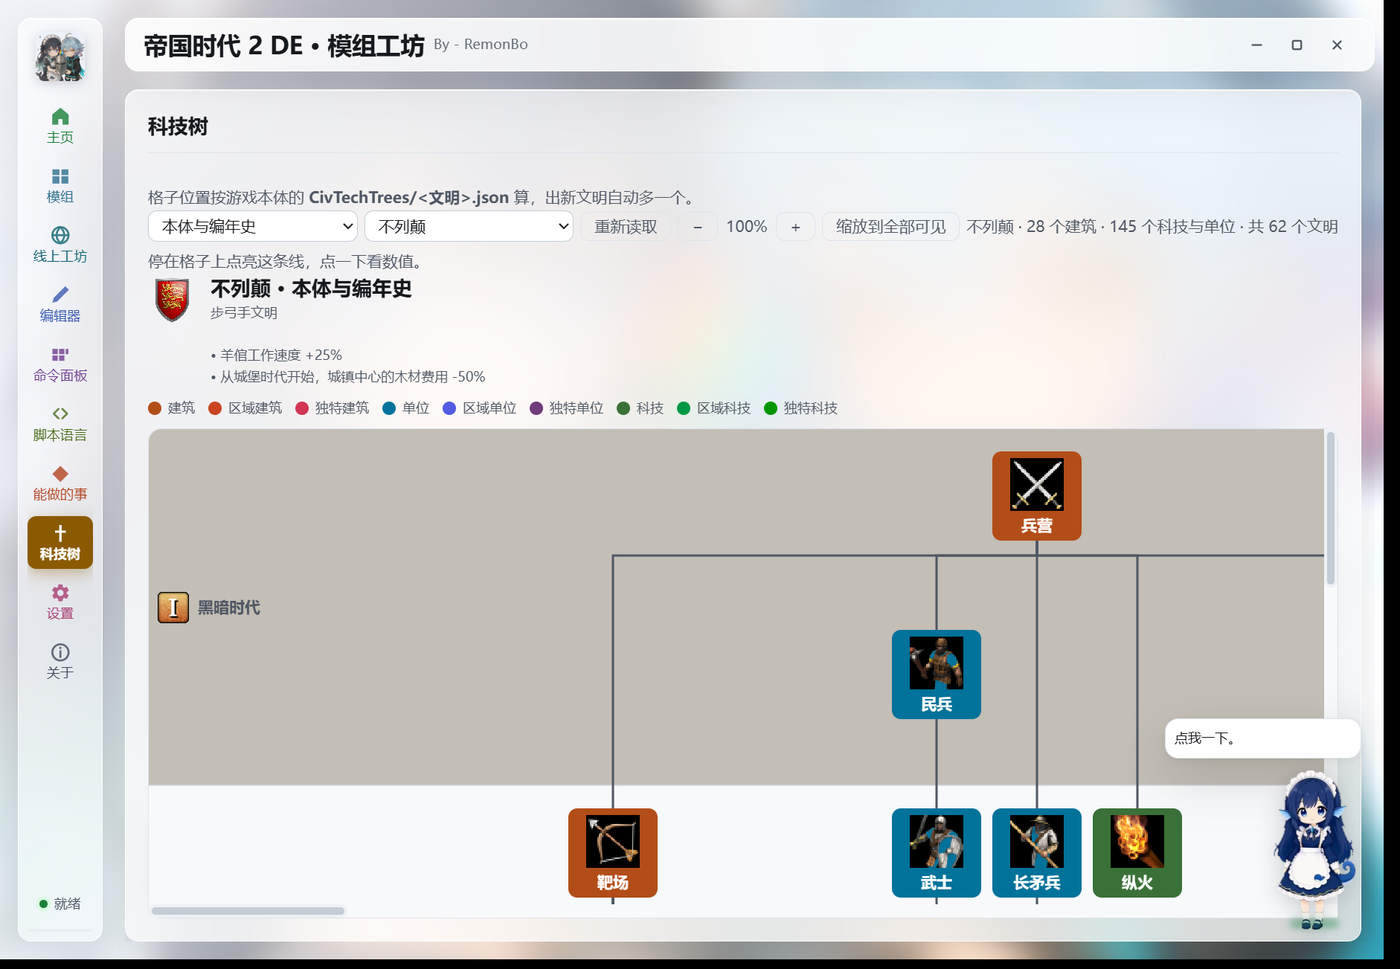 帝国时代 2 DE • 模组工坊 By - RemonBo
主页
模组
线上工坊
编辑器
命令面板
脚本语言
能做的事
科技树
设置
关于
就绪
科技树
格子位置按游戏本体的 CivTechTrees/<文明>.json 算，出新文明自动多一个。
本体与编年史 不列颠 重新读取 − 100% + 缩放到全部可见 不列颠 · 28 个建筑 · 145 个科技与单位 · 共 62 个文明
停在格子上点亮这条线，点一下看数值。
不列颠 • 本体与编年史
步弓手文明
• 羊倌工作速度 +25%
• 从城堡时代开始，城镇中心的木材费用 -50%
建筑 区域建筑 独特建筑 单位 区域单位 独特单位 科技 区域科技 独特科技
兵营
I 黑暗时代
民兵
点我一下。
靶场 武士 长矛兵 纵火